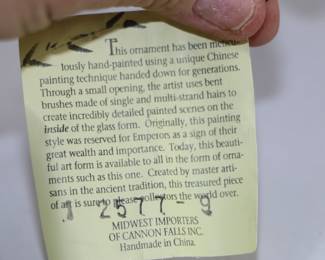 This ornament has been meticu-
lously hand-painted using a unique Chinese
painting technique handed down for generations.
Through a small opening, the artist uses bent
brushes made of single and multi-strand hairs to
create incredibly detailed painted scenes on the
inside of the glass form. Originally, this painting
style was reserved for Emperors as a sign of their
great wealth and importance. Today, this beauti-
ful art form is available to all in the form of orna-
ments such as this one. Created by master arti-
sans in the ancient tradition, this treasured piece
of art is sure to please collectors the world over.
2577-9
MIDWEST IMPORTERS
OF CANNON FALLS INC.
Handmade in China.